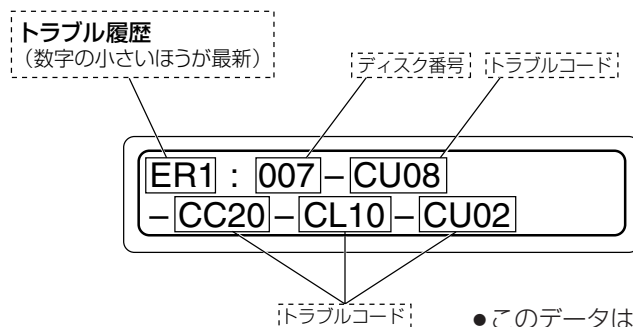 トラブル履歴
（数字の小さいほうが最新）
ディスク番号
トラブルコード
ER1 : 007 – CU08
– CC20 – CL10 – CU02
トラブルコード
●このデータは